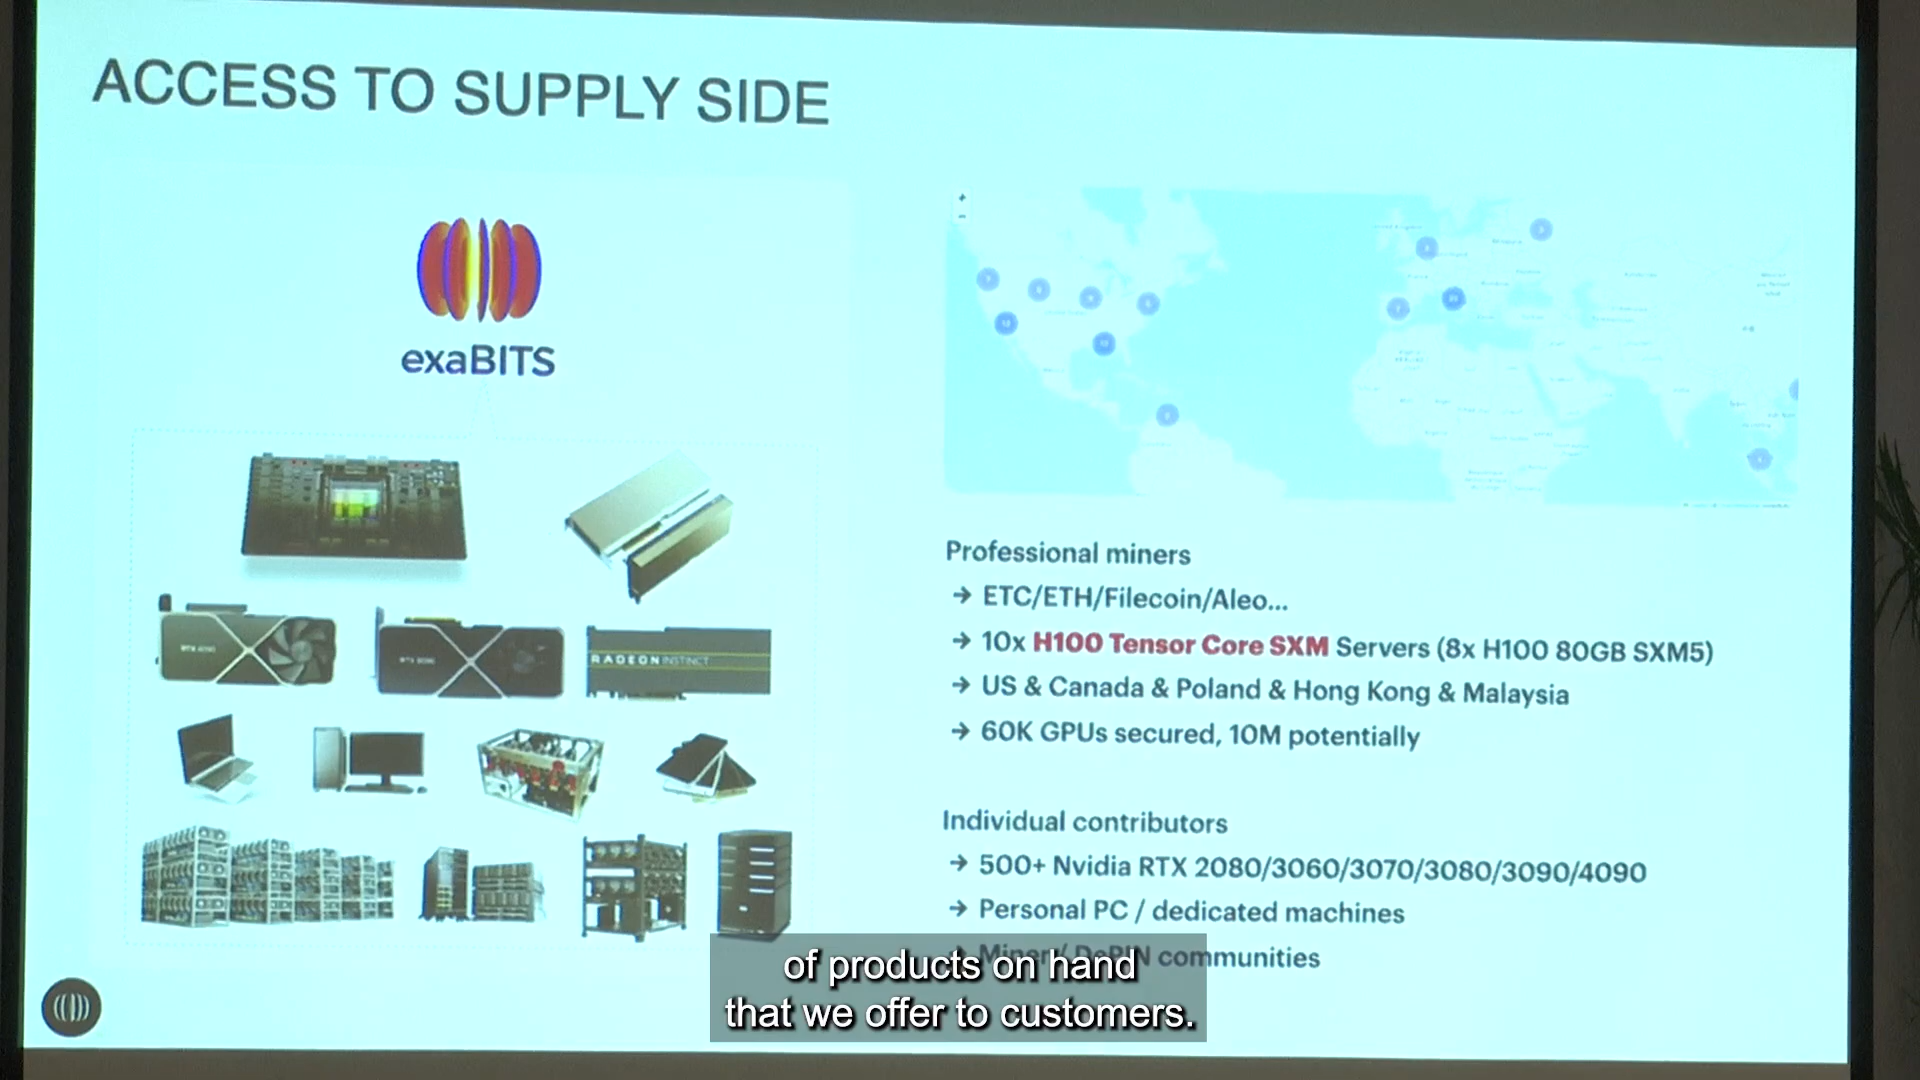 ACCESS TO SUPPLY SIDE
exaBITS
RADEON INSTINCT
Professional miners
→ ETC/ETH/Filecoin/Aleo...
→ 10x H100 Tensor Core SXM Servers (8x H100 80GB SXM5)
→ US & Canada & Poland & Hong Kong & Malaysia
→ 60K GPUs secured, 10M potentially
Individual contributors
→ 500+ Nvidia RTX 2080/3060/3070/3080/3090/4090
→ Personal PC / dedicated machines
→ Miner / DePIN communities
of products on hand
that we offer to customers.